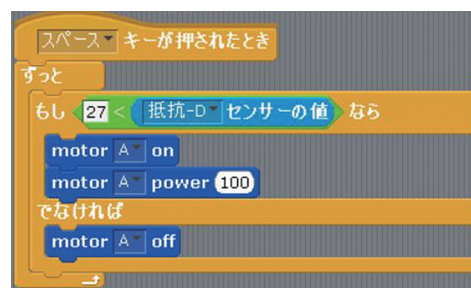 スペース キーが押されたとき
ずっと
もし 27 < 抵抗-D センサーの値 なら
motor A on
motor A power 100
でなければ
motor A off